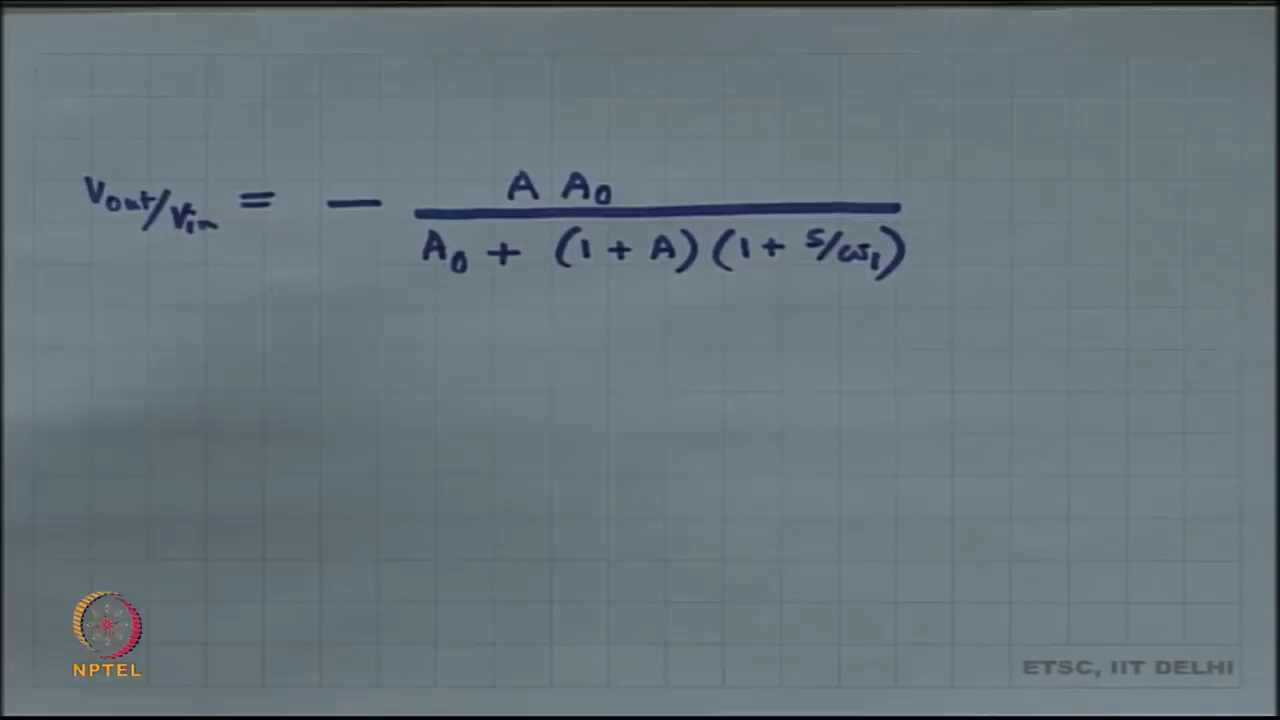 Vout/Vin = - A A0 / A0 + (1 + A)(1 + s/ω1)
NPTEL
ETSC, IIT DELHI